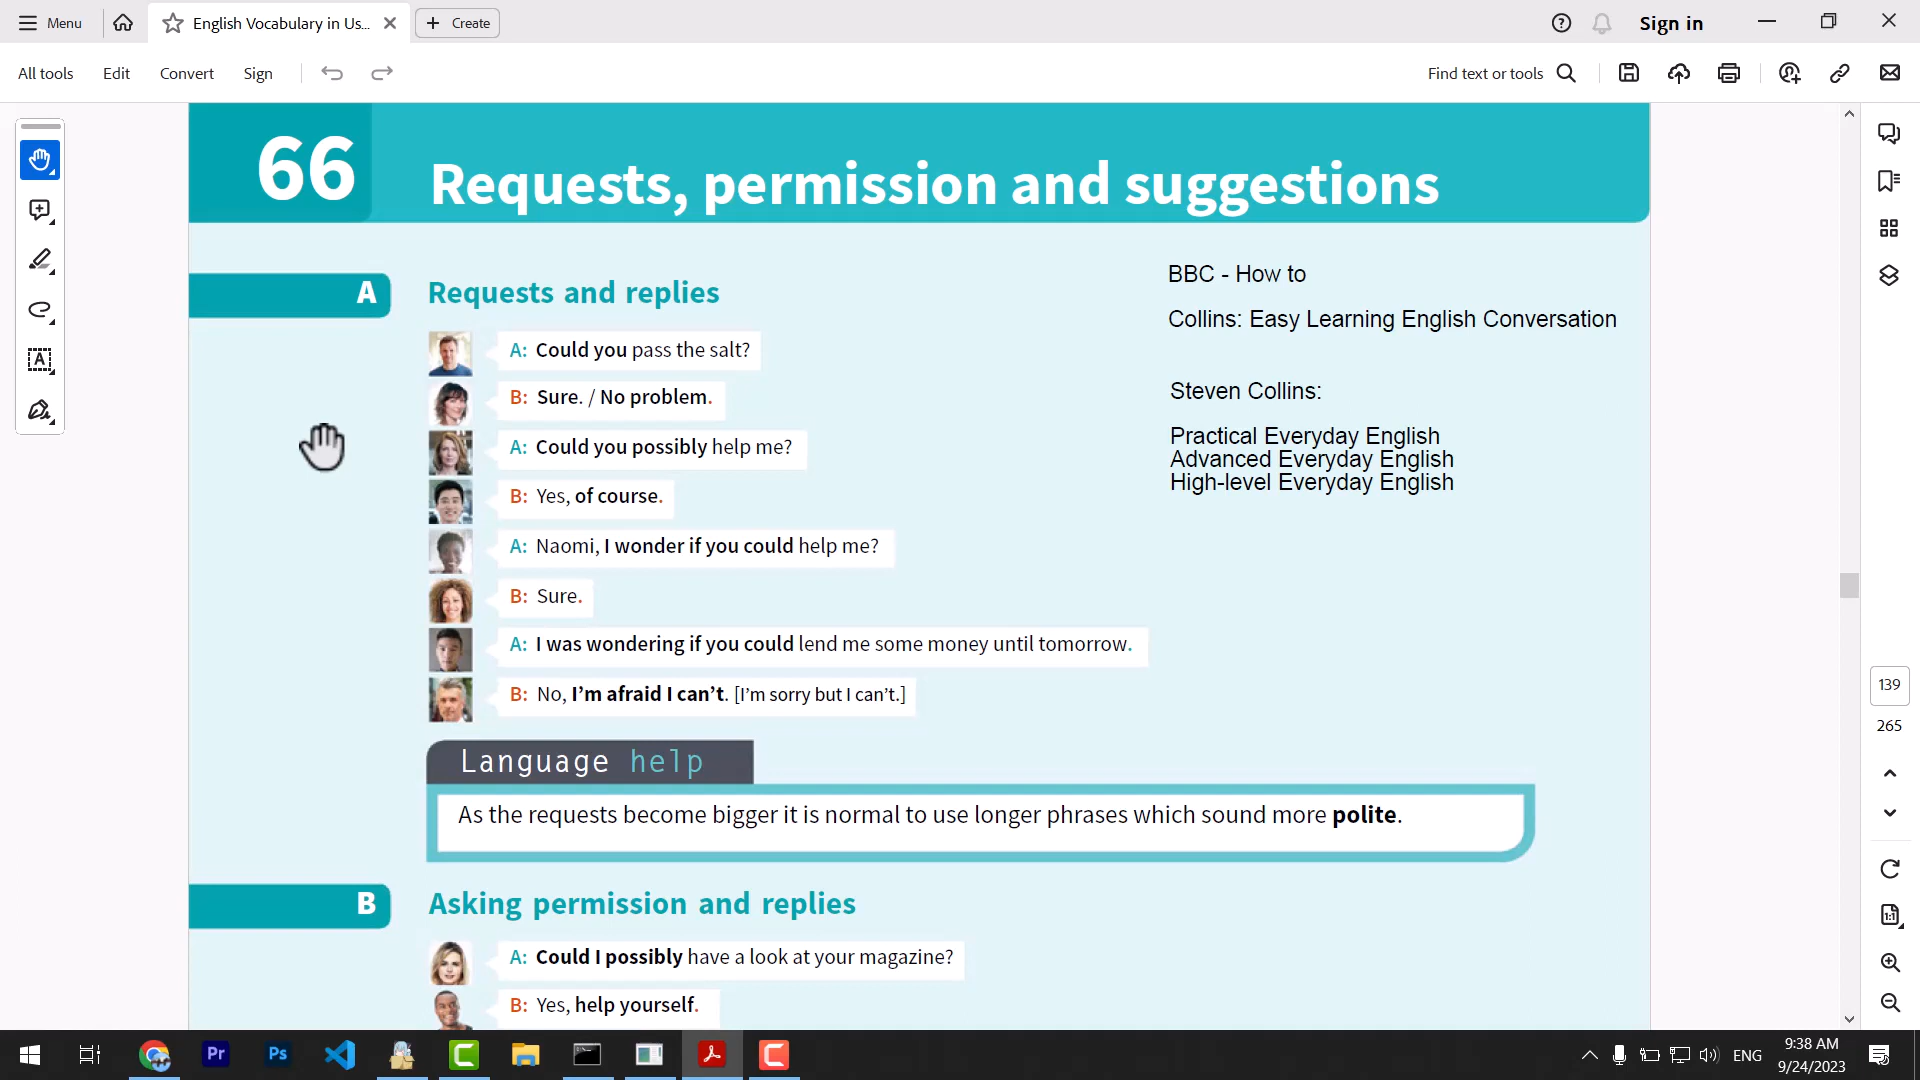 Menu
English Vocabulary in Us...
Create
Sign in
All tools
Edit
Convert
Sign
Find text or tools
66
Requests, permission and suggestions
A
Requests and replies
A: Could you pass the salt?
B: Sure. / No problem.
A: Could you possibly help me?
B: Yes, of course.
A: Naomi, I wonder if you could help me?
B: Sure.
A: I was wondering if you could lend me some money until tomorrow.
B: No, I'm afraid I can't. [I'm sorry but I can't.]
BBC - How to
Collins: Easy Learning English Conversation
Steven Collins:
Practical Everyday English
Advanced Everyday English
High-level Everyday English
Language help
As the requests become bigger it is normal to use longer phrases which sound more polite.
B
Asking permission and replies
A: Could I possibly have a look at your magazine?
B: Yes, help yourself.
139
265
1:1
Pr
Ps
ENG
9:38 AM
9/24/2023